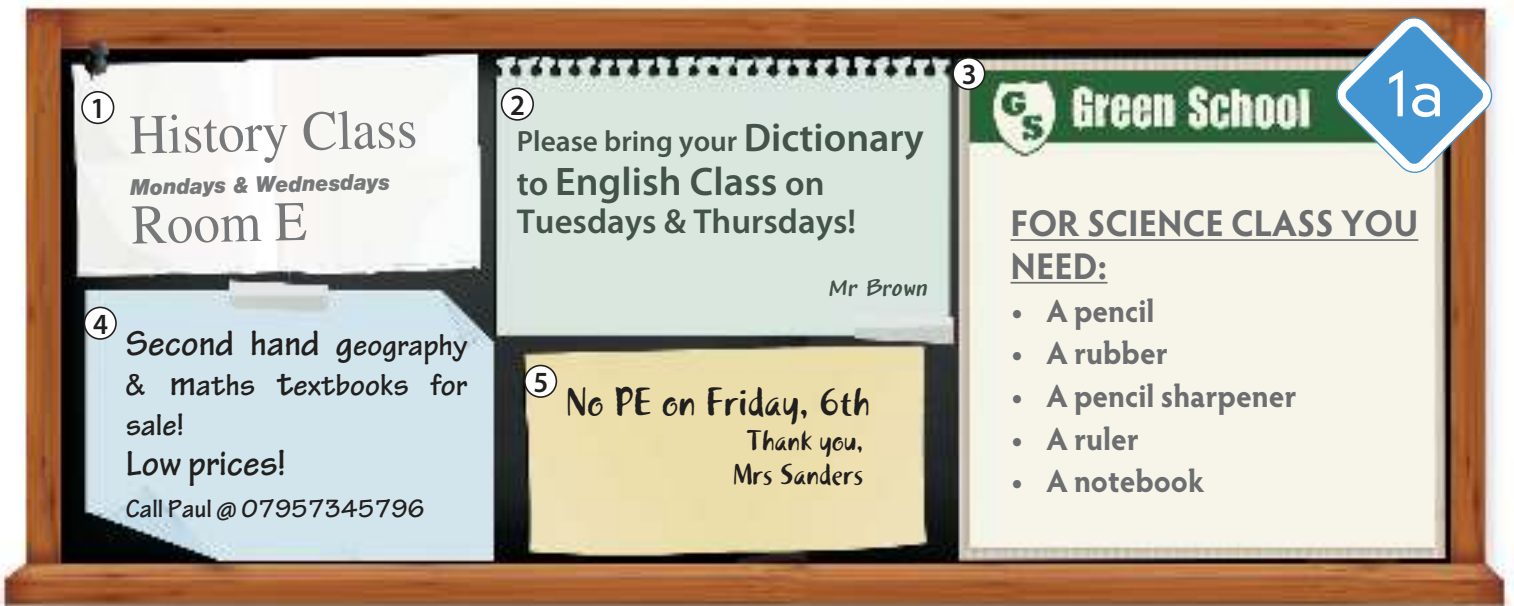 1
History Class
Mondays & Wednesdays
Room E
2
Please bring your Dictionary
to English Class on
Tuesdays & Thursdays!
Mr Brown
3
GS Green School
1a
FOR SCIENCE CLASS YOU
NEED:
• A pencil
• A rubber
• A pencil sharpener
• A ruler
• A notebook
4
Second hand geography
& maths textbooks for
sale!
Low prices!
Call Paul @ 07957345796
5
No PE on Friday, 6th
Thank you,
Mrs Sanders